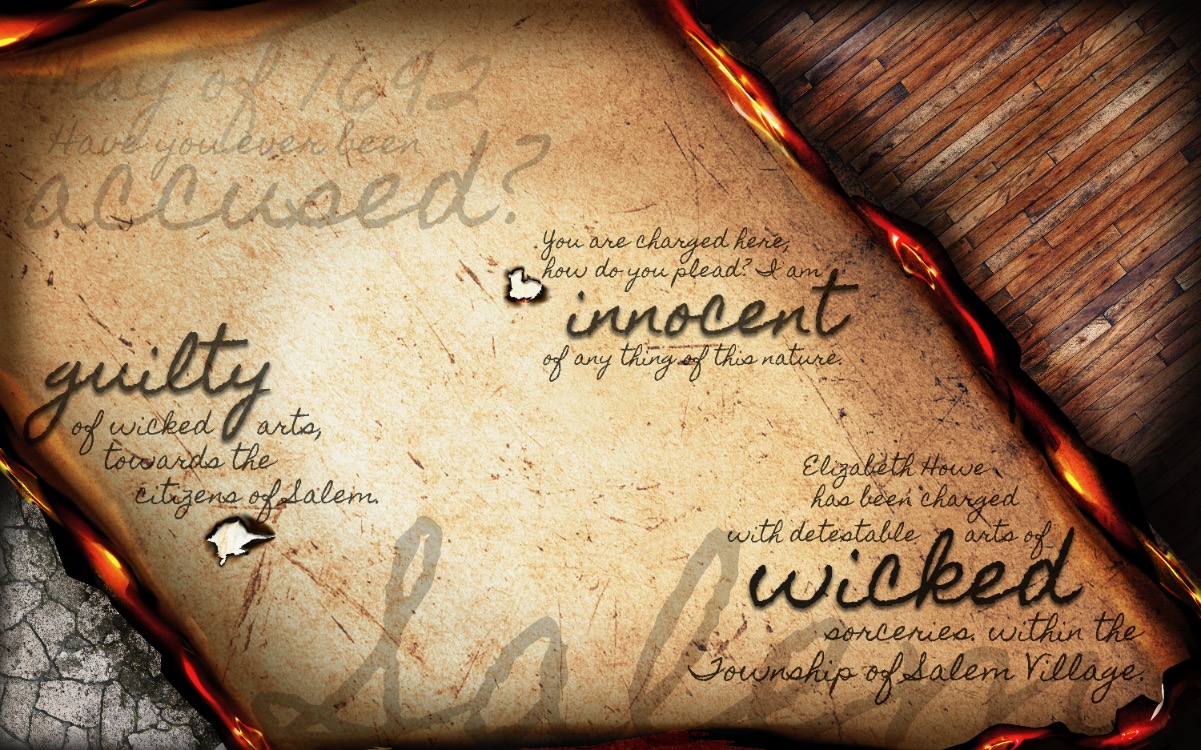 May of 1692
Have you ever been
accused?
You are charged here,
how do you plead? I am
innocent
of any thing of this nature.
guilty
of wicked arts,
towards the
citizens of Salem.
Elizabeth Howe
has been charged
with detestable arts of
wicked
sorceries. within the
Township of Salem Village.
Salem